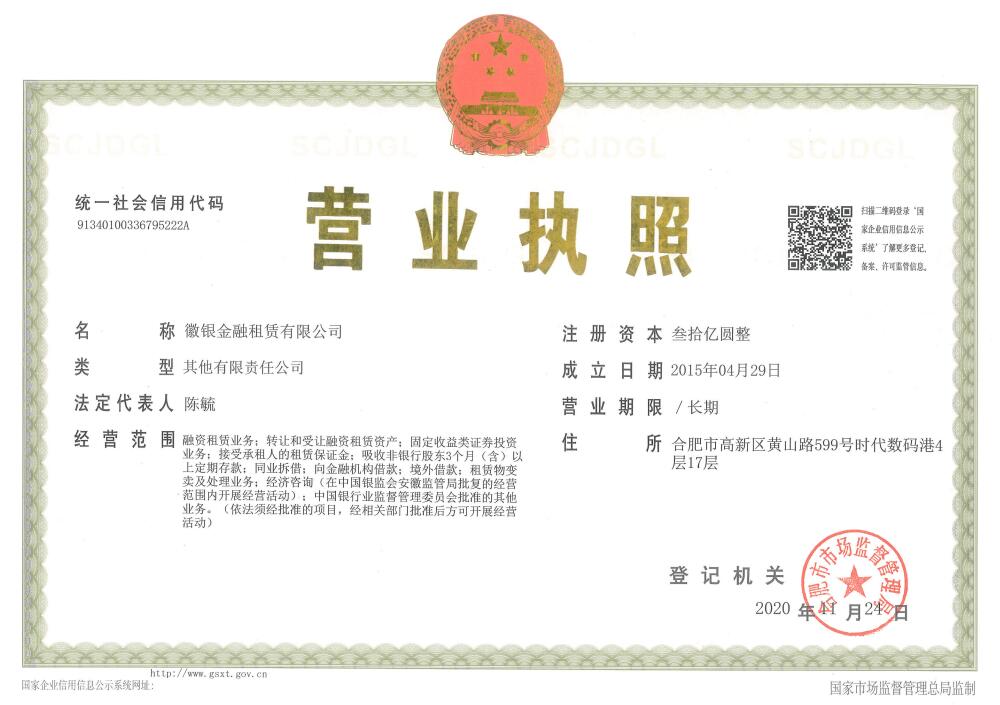 SCJDGL SCJDGL SCJDGL SCJDGL
统一社会信用代码
91340100336795222A
营业执照
扫描二维码登录‘国
家企业信用信息公示
系统’了解更多登记、
备案、许可监管信息。
名称 徽银金融租赁有限公司
类型 其他有限责任公司
法定代表人 陈毓
经营范围 融资租赁业务；转让和受让融资租赁资产；固定收益类证券投资
业务；接受承租人的租赁保证金；吸收非银行股东3个月（含）以
上定期存款；同业拆借；向金融机构借款；境外借款；租赁物变
卖及处理业务；经济咨询（在中国银监会安徽监管局批复的经营
范围内开展经营活动）；中国银行业监督管理委员会批准的其他
业务。（依法须经批准的项目，经相关部门批准后方可开展经营
活动）
注册资本 叁拾亿圆整
成立日期 2015年04月29日
营业期限 / 长期
住所 合肥市高新区黄山路599号时代数码港4
层17层
登记机关
合肥市市场监督管理局
2020 年 11 月 24 日
http://www.gsxt.gov.cn
国家企业信用信息公示系统网址:
国家市场监督管理总局监制